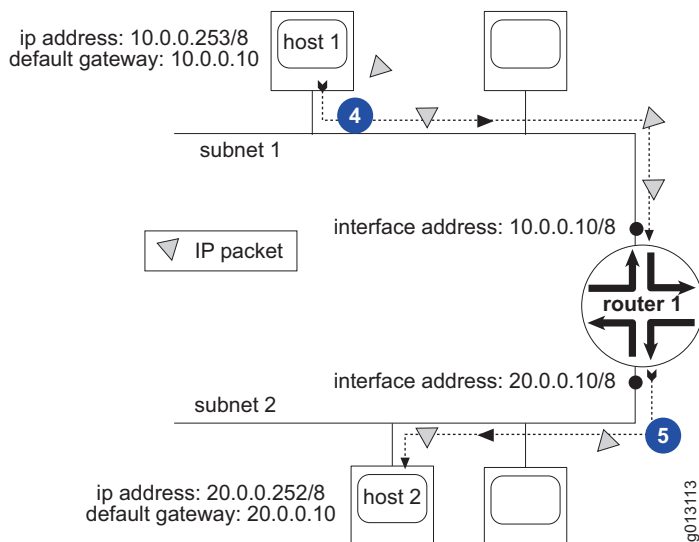 ip address: 10.0.0.253/8
default gateway: 10.0.0.10
host 1
4
subnet 1
interface address: 10.0.0.10/8
IP packet
router 1
interface address: 20.0.0.10/8
subnet 2
5
ip address: 20.0.0.252/8
default gateway: 20.0.0.10
host 2
g013113